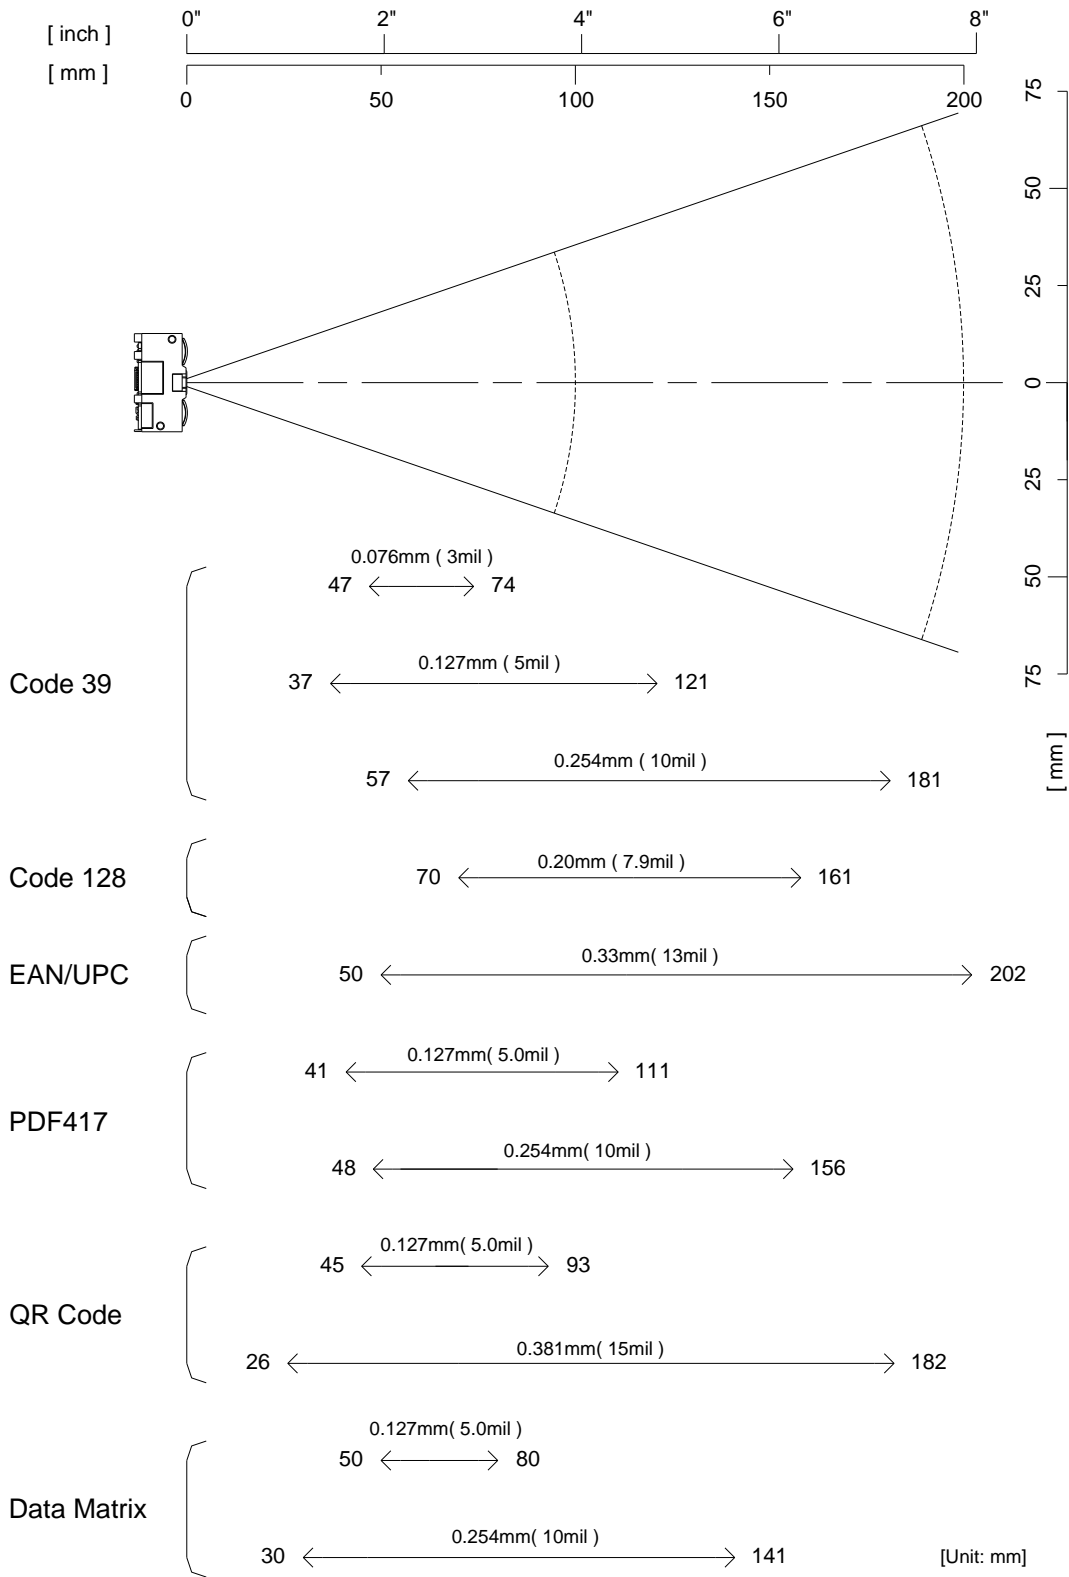 [ inch ] 0" 2" 4" 6" 8"
[ mm ]
0 50 100 150 200
75
50
25
0
25
50
75
[ mm ]
0.076mm ( 3mil )
47 74
0.127mm ( 5mil )
Code 39 37 121
0.254mm ( 10mil )
57 181
0.20mm ( 7.9mil )
Code 128 70 161
0.33mm( 13mil )
EAN/UPC 50 202
0.127mm( 5.0mil )
41 111
PDF417
0.254mm( 10mil )
48 156
0.127mm( 5.0mil )
45 93
QR Code
0.381mm( 15mil )
26 182
0.127mm( 5.0mil )
50 80
Data Matrix
0.254mm( 10mil )
30 141 [Unit: mm]